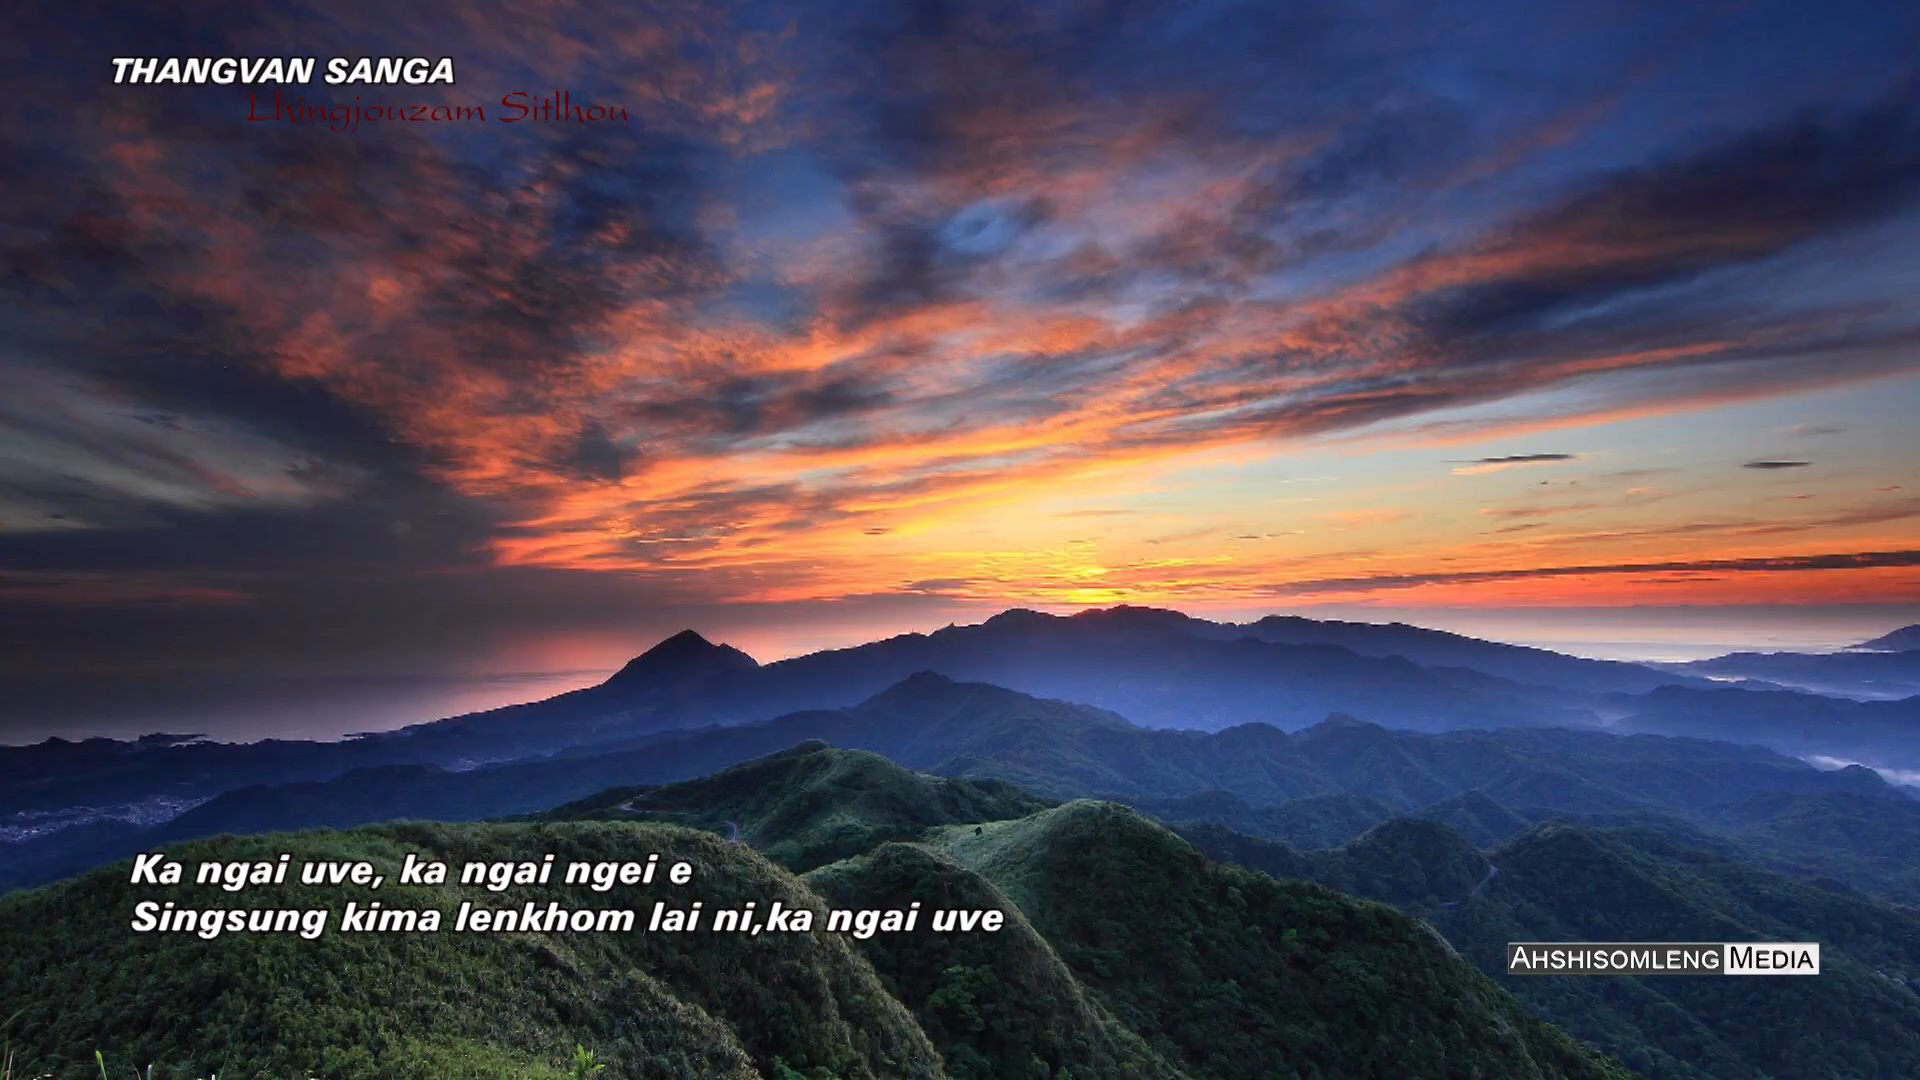 THANGVAN SANGA
Lhingjouzam Sitlhou
Ka ngai uve, ka ngai ngei e
Singsung kima lenkhom lai ni,ka ngai uve
AHSHISOMLENG MEDIA